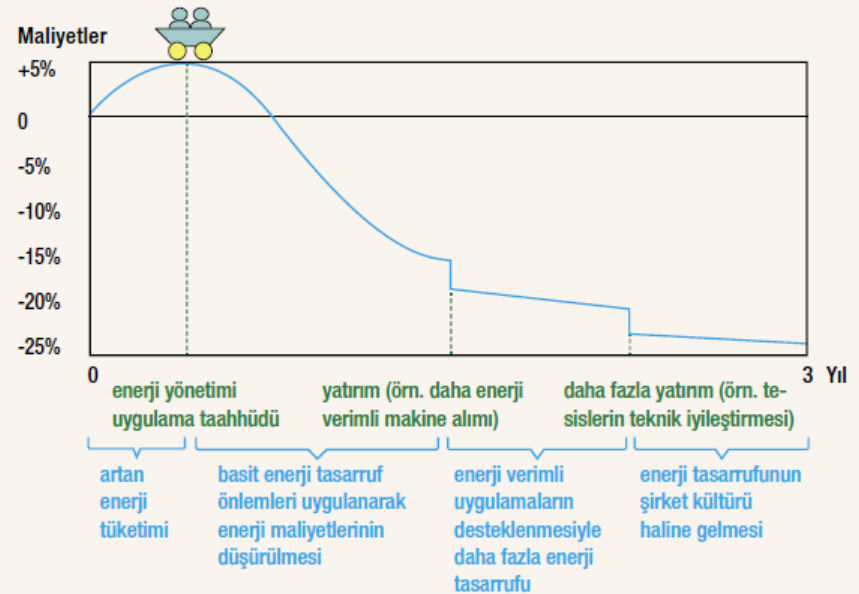 Maliyetler
+5%
0
-5%
-10%
-15%
-20%
-25%
0
3 Yıl
enerji yönetimi
uygulama taahhüdü
yatırım (örn. daha enerji
verimli makine alımı)
daha fazla yatırım (örn. te-
sislerin teknik iyileştirmesi)
artan
enerji
tüketimi
basit enerji tasarruf
önlemleri uygulanarak
enerji maliyetlerinin
düşürülmesi
enerji verimli
uygulamaların
desteklenmesiyle
daha fazla enerji
tasarrufu
enerji tasarrufunun
şirket kültürü
haline gelmesi